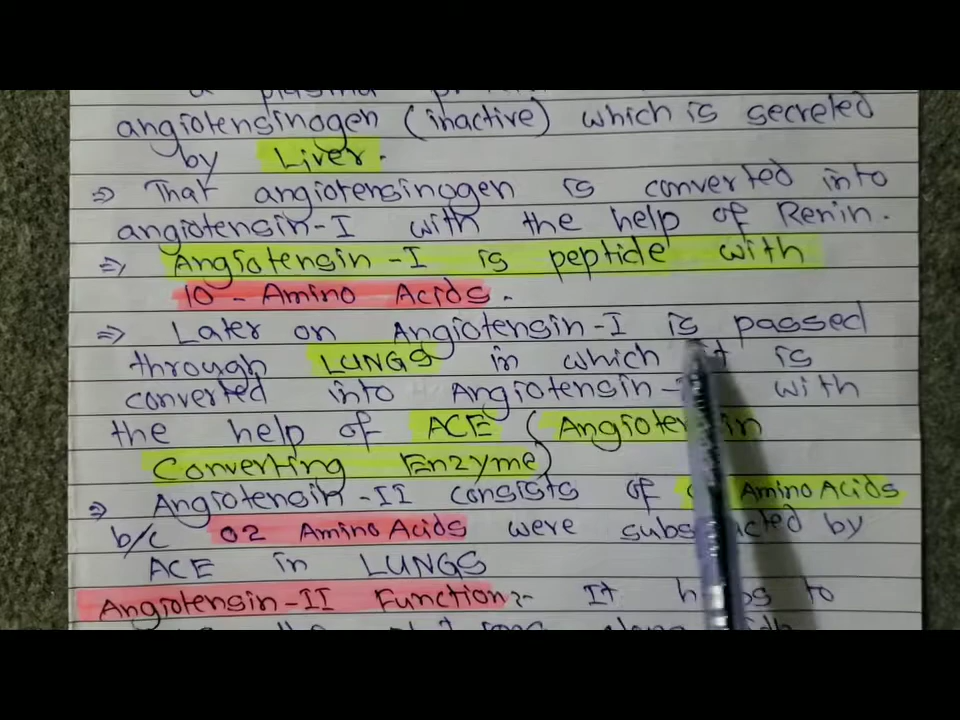 angiotensinogen (inactive) which is secreted
by Liver.
⇒ That angiotensinogen is converted into
angiotensin-I with the help of Renin.
⇒ Angiotensin-I is peptide with
10-Amino Acids.
⇒ Later on Angiotensin-I is passed
through LUNGS in which it is
converted into Angiotensin- with
the help of ACE (Angiotensin
Converting Enzyme)
⇒ Angiotensin-II consists of Amino Acids
b/c 02 Amino Acids were by
ACE in LUNGS
Angiotensin-II Function:- It helps to